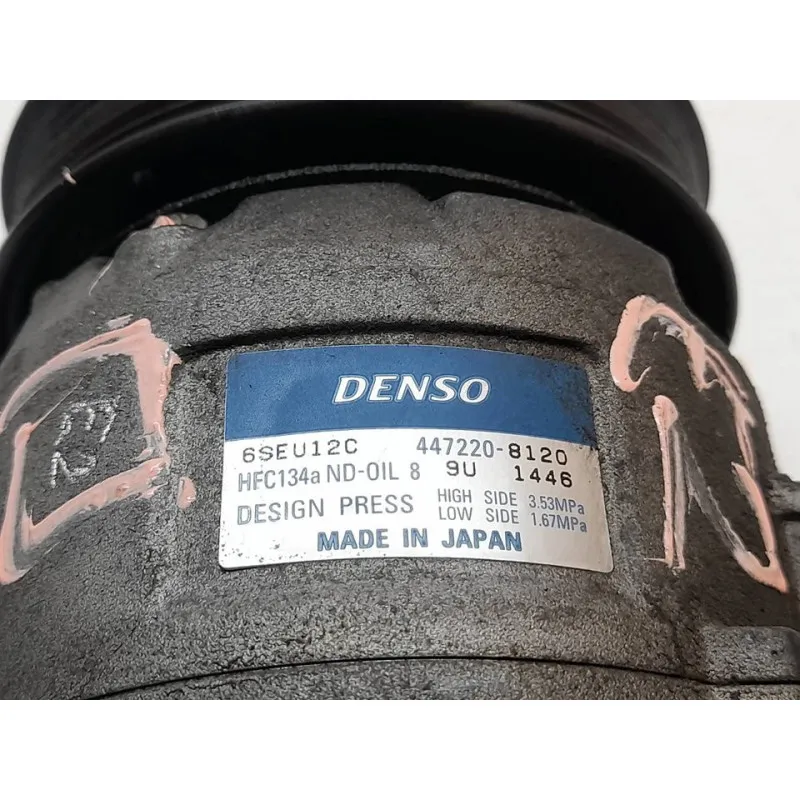 DENSO
6SEU12C 447220-8120
HFC134a ND-OIL 8 9U 1446
DESIGN PRESS HIGH SIDE 3.53MPa
LOW SIDE 1.67MPa
MADE IN JAPAN